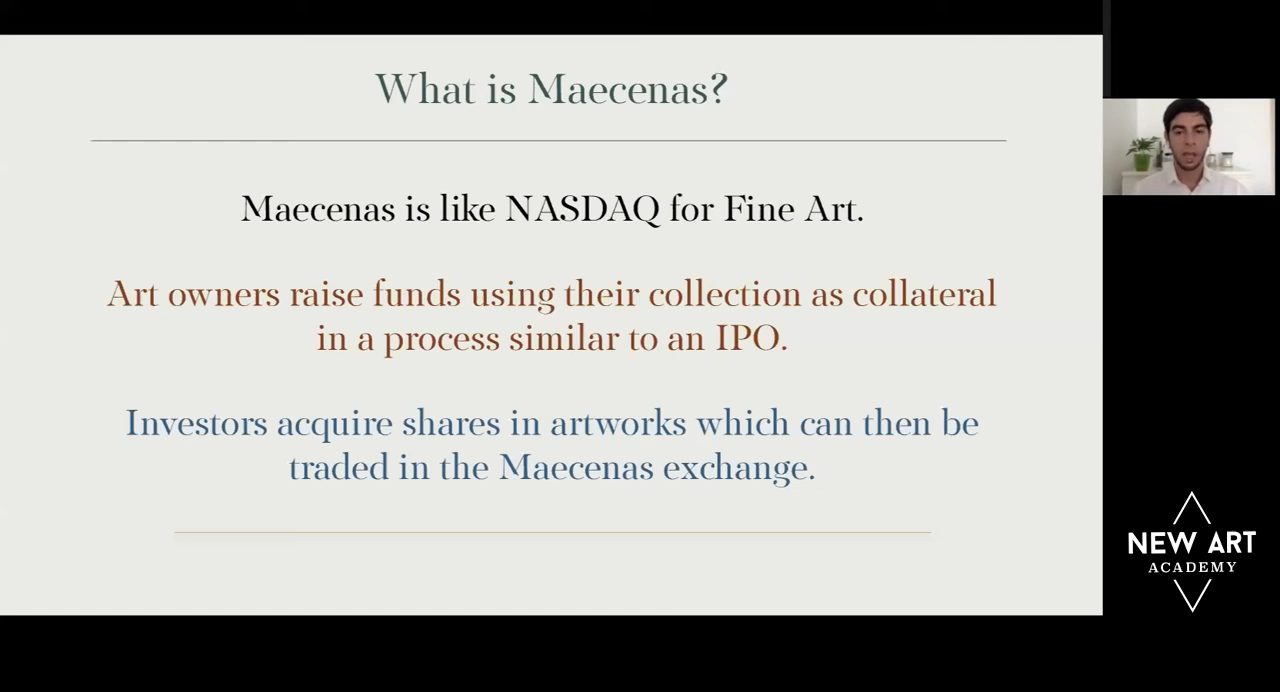 What is Maecenas?
Maecenas is like NASDAQ for Fine Art.
Art owners raise funds using their collection as collateral
in a process similar to an IPO.
Investors acquire shares in artworks which can then be
traded in the Maecenas exchange.
NEW ART
ACADEMY